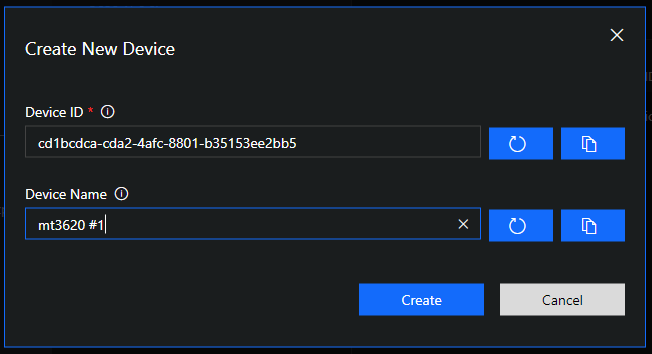 Create New Device
Device ID *
cd1bcdca-cda2-4afc-8801-b35153ee2bb5
Device Name
mt3620 #1
Create Cancel